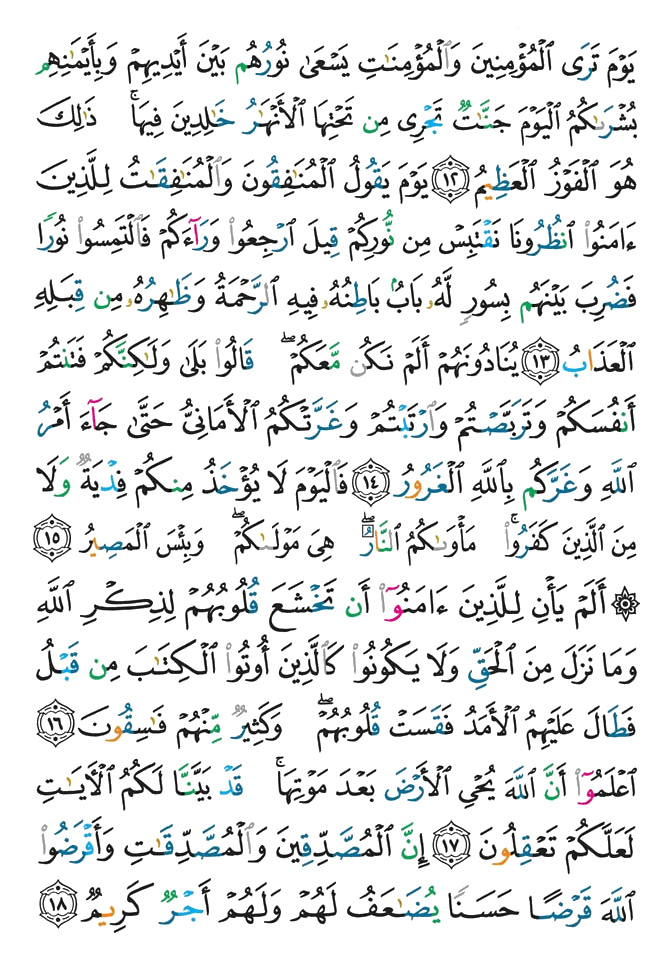 يَوْمَ تَرَى ٱلْمُؤْمِنِينَ وَٱلْمُؤْمِنَٰتِ يَسْعَىٰ نُورُهُم بَيْنَ أَيْدِيهِمْ وَبِأَيْمَٰنِهِم
بُشْرَىٰكُمُ ٱلْيَوْمَ جَنَّٰتٌ تَجْرِى مِن تَحْتِهَا ٱلْأَنْهَٰرُ خَٰلِدِينَ فِيهَا ۚ ذَٰلِكَ
هُوَ ٱلْفَوْزُ ٱلْعَظِيمُ ١٢ يَوْمَ يَقُولُ ٱلْمُنَٰفِقُونَ وَٱلْمُنَٰفِقَٰتُ لِلَّذِينَ
ءَامَنُوا۟ ٱنظُرُونَا نَقْتَبِسْ مِن نُّورِكُمْ قِيلَ ٱرْجِعُوا۟ وَرَآءَكُمْ فَٱلْتَمِسُوا۟ نُورًا
فَضُرِبَ بَيْنَهُم بِسُورٍ لَّهُۥ بَابٌۢ بَاطِنُهُۥ فِيهِ ٱلرَّحْمَةُ وَظَٰهِرُهُۥ مِن قِبَلِهِ
ٱلْعَذَابُ ١٣ يُنَادُونَهُمْ أَلَمْ نَكُن مَّعَكُمْ ۖ قَالُوا۟ بَلَىٰ وَلَٰكِنَّكُمْ فَتَنتُمْ
أَنفُسَكُمْ وَتَرَبَّصْتُمْ وَٱرْتَبْتُمْ وَغَرَّتْكُمُ ٱلْأَمَانِىُّ حَتَّىٰ جَآءَ أَمْرُ
ٱللَّهِ وَغَرَّكُم بِٱللَّهِ ٱلْغَرُورُ ١٤ فَٱلْيَوْمَ لَا يُؤْخَذُ مِنكُمْ فِدْيَةٌ وَلَا
مِنَ ٱلَّذِينَ كَفَرُوا۟ ۚ مَأْوَىٰكُمُ ٱلنَّارُ ۖ هِىَ مَوْلَىٰكُمْ ۖ وَبِئْسَ ٱلْمَصِيرُ ١٥
۞ أَلَمْ يَأْنِ لِلَّذِينَ ءَامَنُوٓا۟ أَن تَخْشَعَ قُلُوبُهُمْ لِذِكْرِ ٱللَّهِ
وَمَا نَزَلَ مِنَ ٱلْحَقِّ وَلَا يَكُونُوا۟ كَٱلَّذِينَ أُوتُوا۟ ٱلْكِتَٰبَ مِن قَبْلُ
فَطَالَ عَلَيْهِمُ ٱلْأَمَدُ فَقَسَتْ قُلُوبُهُمْ ۖ وَكَثِيرٌ مِّنْهُمْ فَٰسِقُونَ ١٦
ٱعْلَمُوٓا۟ أَنَّ ٱللَّهَ يُحْىِ ٱلْأَرْضَ بَعْدَ مَوْتِهَا ۚ قَدْ بَيَّنَّا لَكُمُ ٱلْءَايَٰتِ
لَعَلَّكُمْ تَعْقِلُونَ ١٧ إِنَّ ٱلْمُصَّدِّقِينَ وَٱلْمُصَّدِّقَٰتِ وَأَقْرَضُوا۟
ٱللَّهَ قَرْضًا حَسَنًا يُضَٰعَفُ لَهُمْ وَلَهُمْ أَجْرٌ كَرِيمٌ ١٨